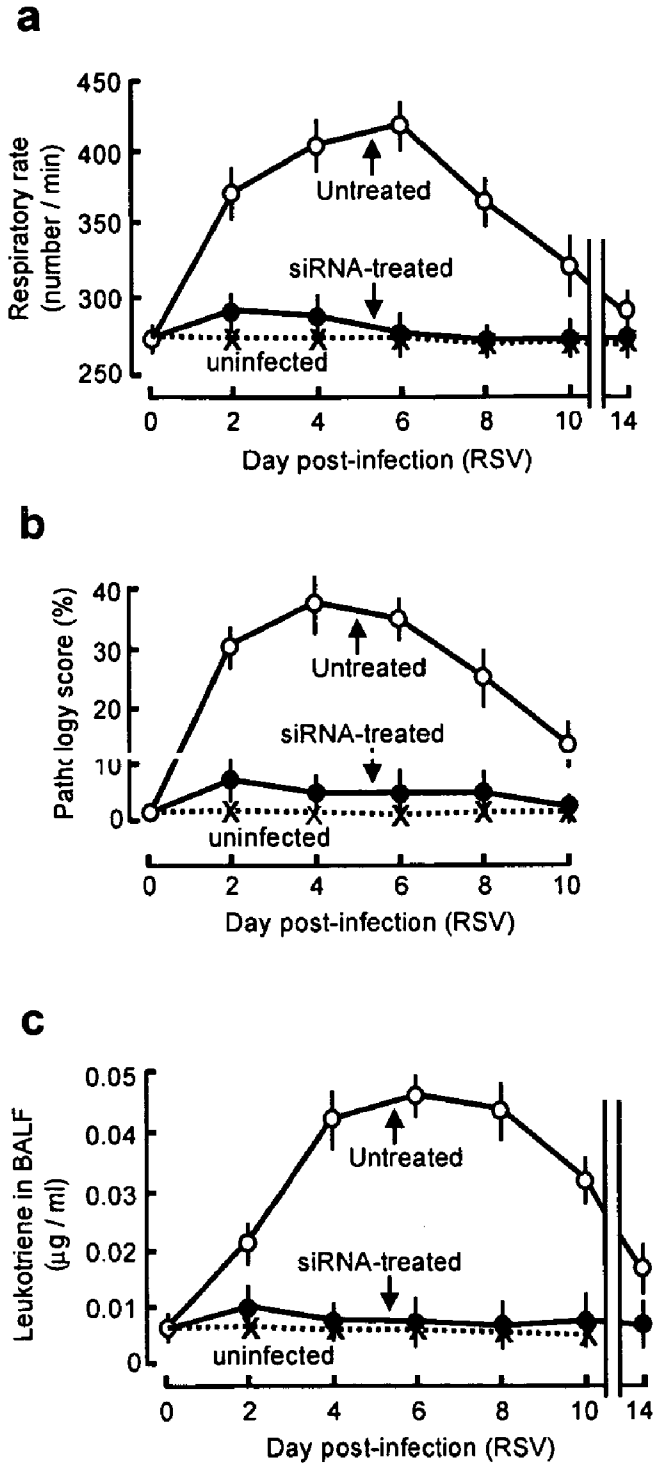 a
450
400
350
300
250
Respiratory rate
(number / min)
Untreated
siRNA-treated
uninfected
0 2 4 6 8 10 14
Day post-infection (RSV)
b
40
30
20
10
0
score (%)
Untreated
siRNA-treated
uninfected
0 2 4 6 8 10
Day post-infection (RSV)
c
0.05
0.04
0.03
0.02
0.01
0
Leukotriene in BALF
(µg / ml)
Untreated
siRNA-treated
uninfected
0 2 4 6 8 10 14
Day post-infection (RSV)